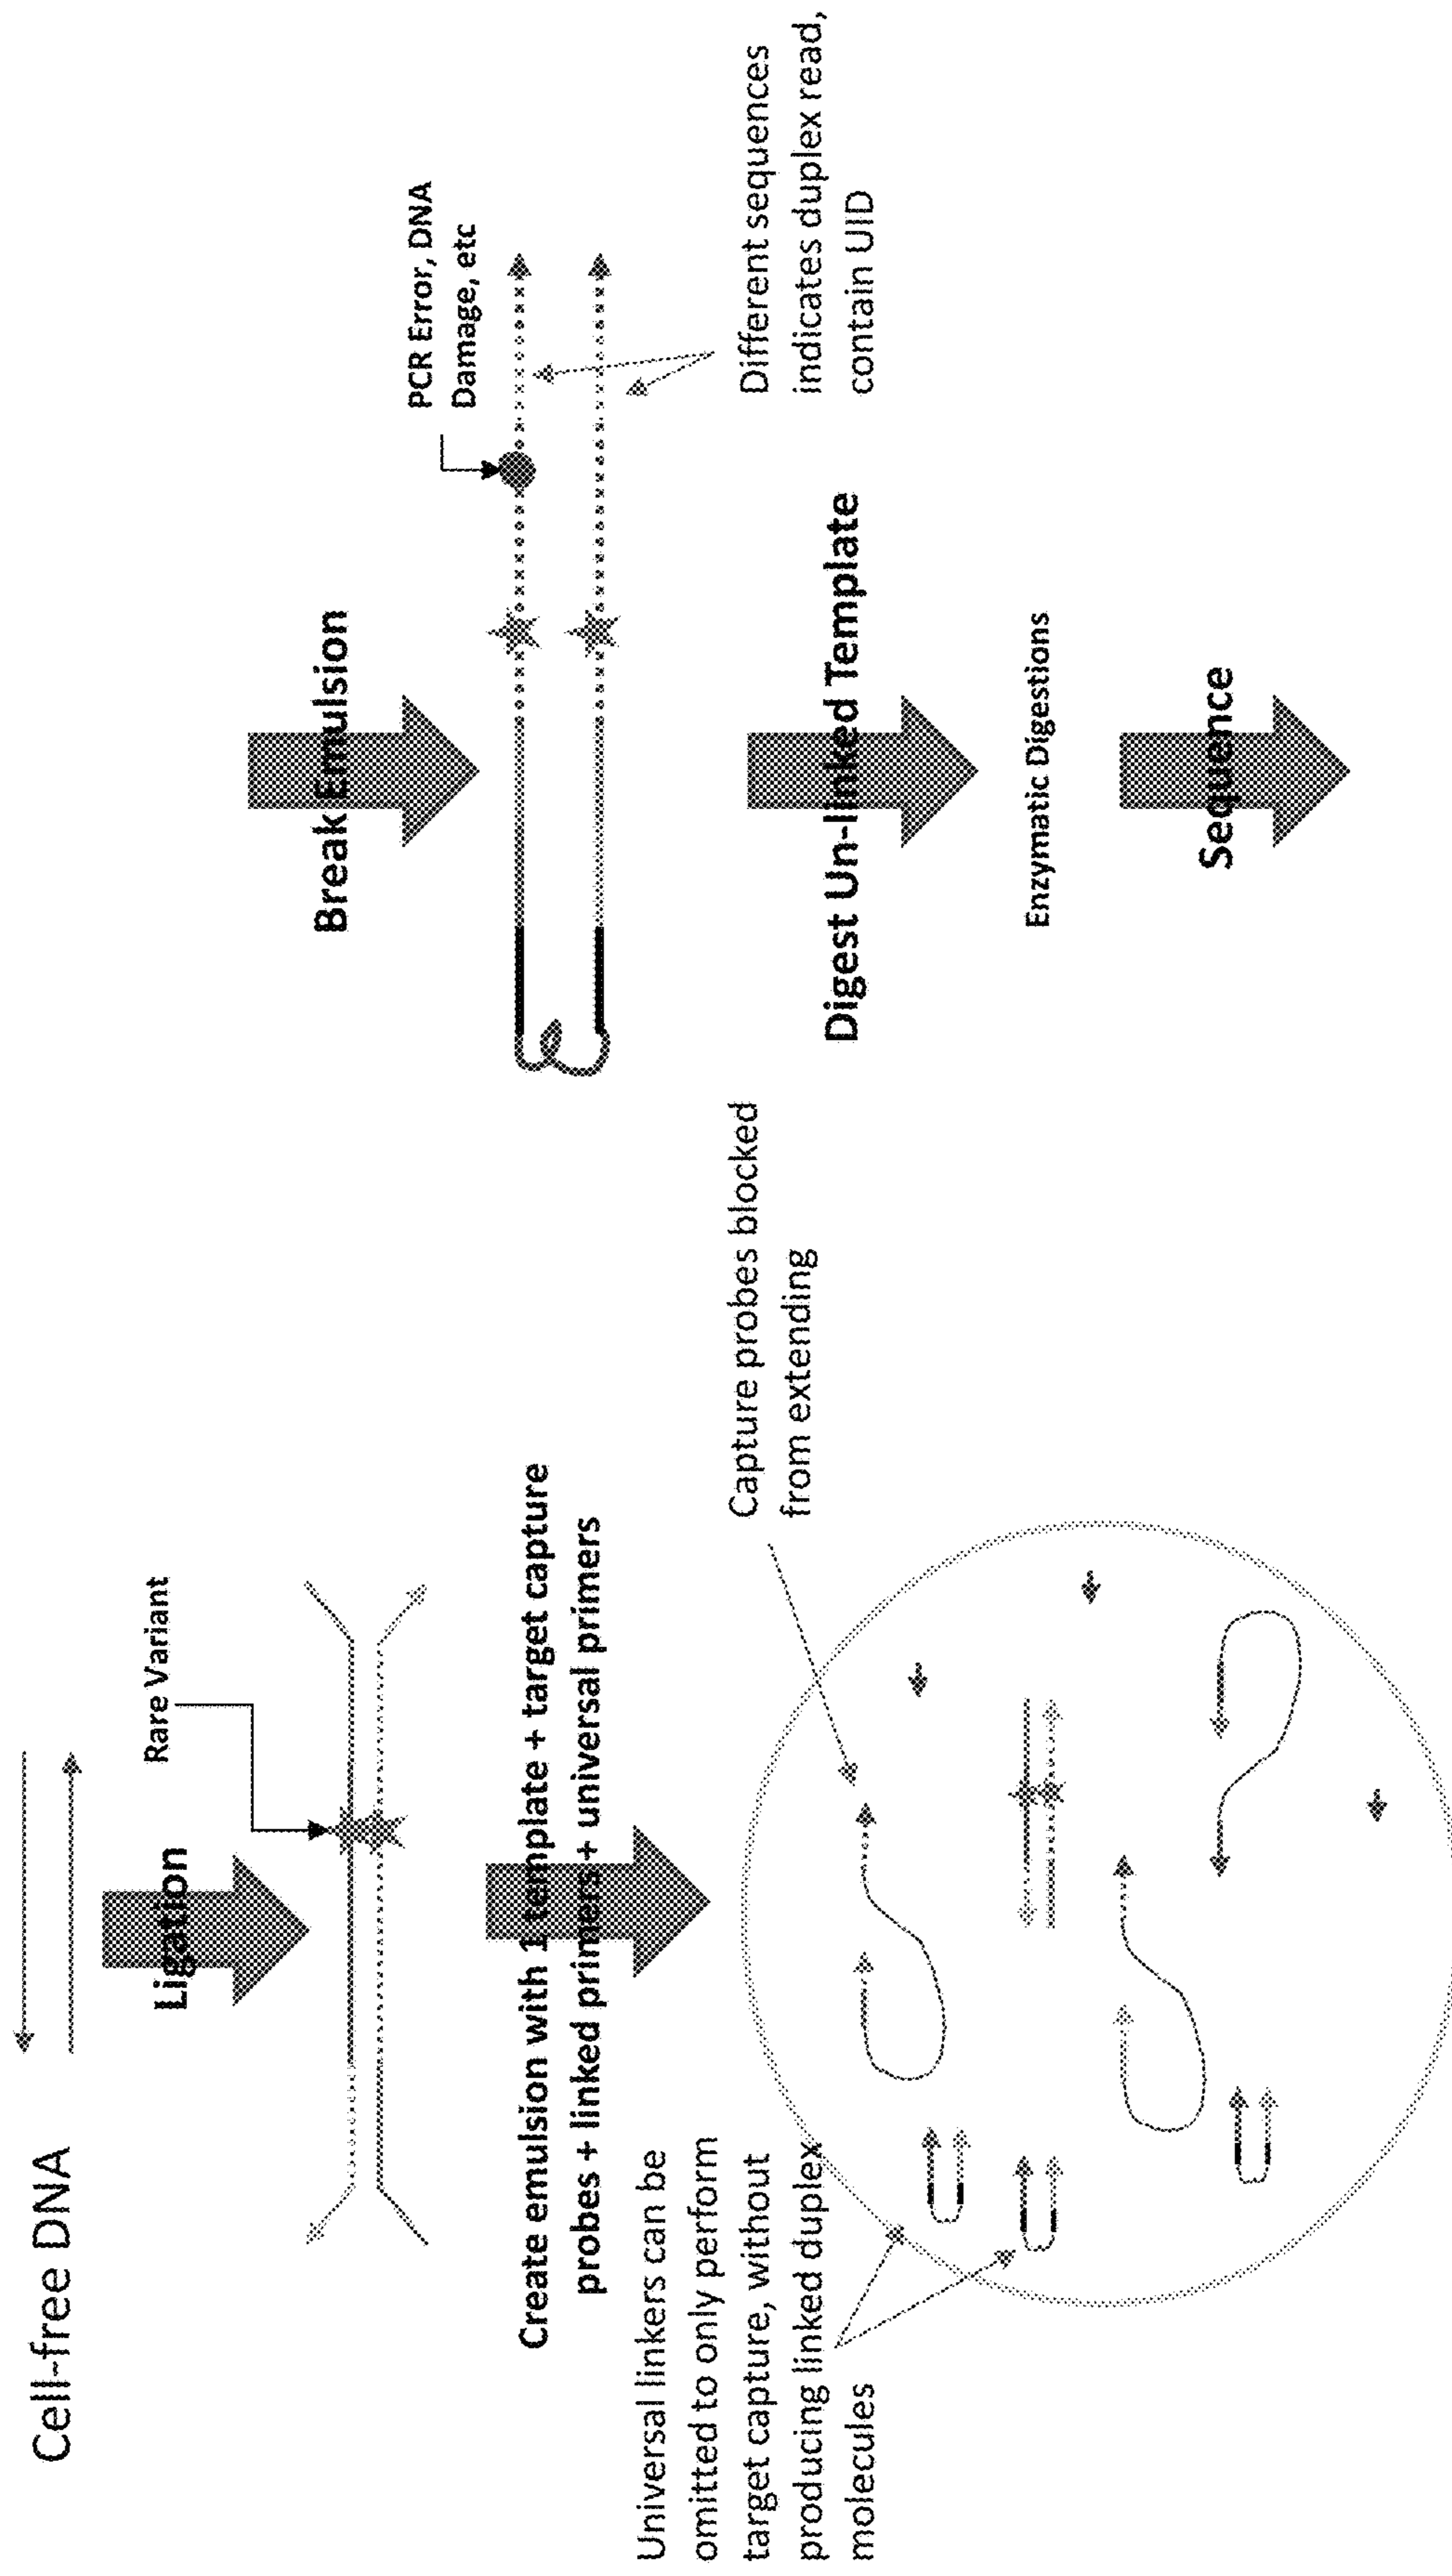 Cell-free DNA
Ligation
Rare Variant
Create emulsion with 1 template + target capture
probes + linked primers + universal primers
Universal linkers can be
omitted to only perform
target capture, without
producing linked duplex
molecules
Capture probes blocked
from extending
Break Emulsion
PCR Error, DNA
Damage, etc
Different sequences
indicates duplex read,
contain UID
Digest Un-linked Template
Enzymatic Digestions
Sequence